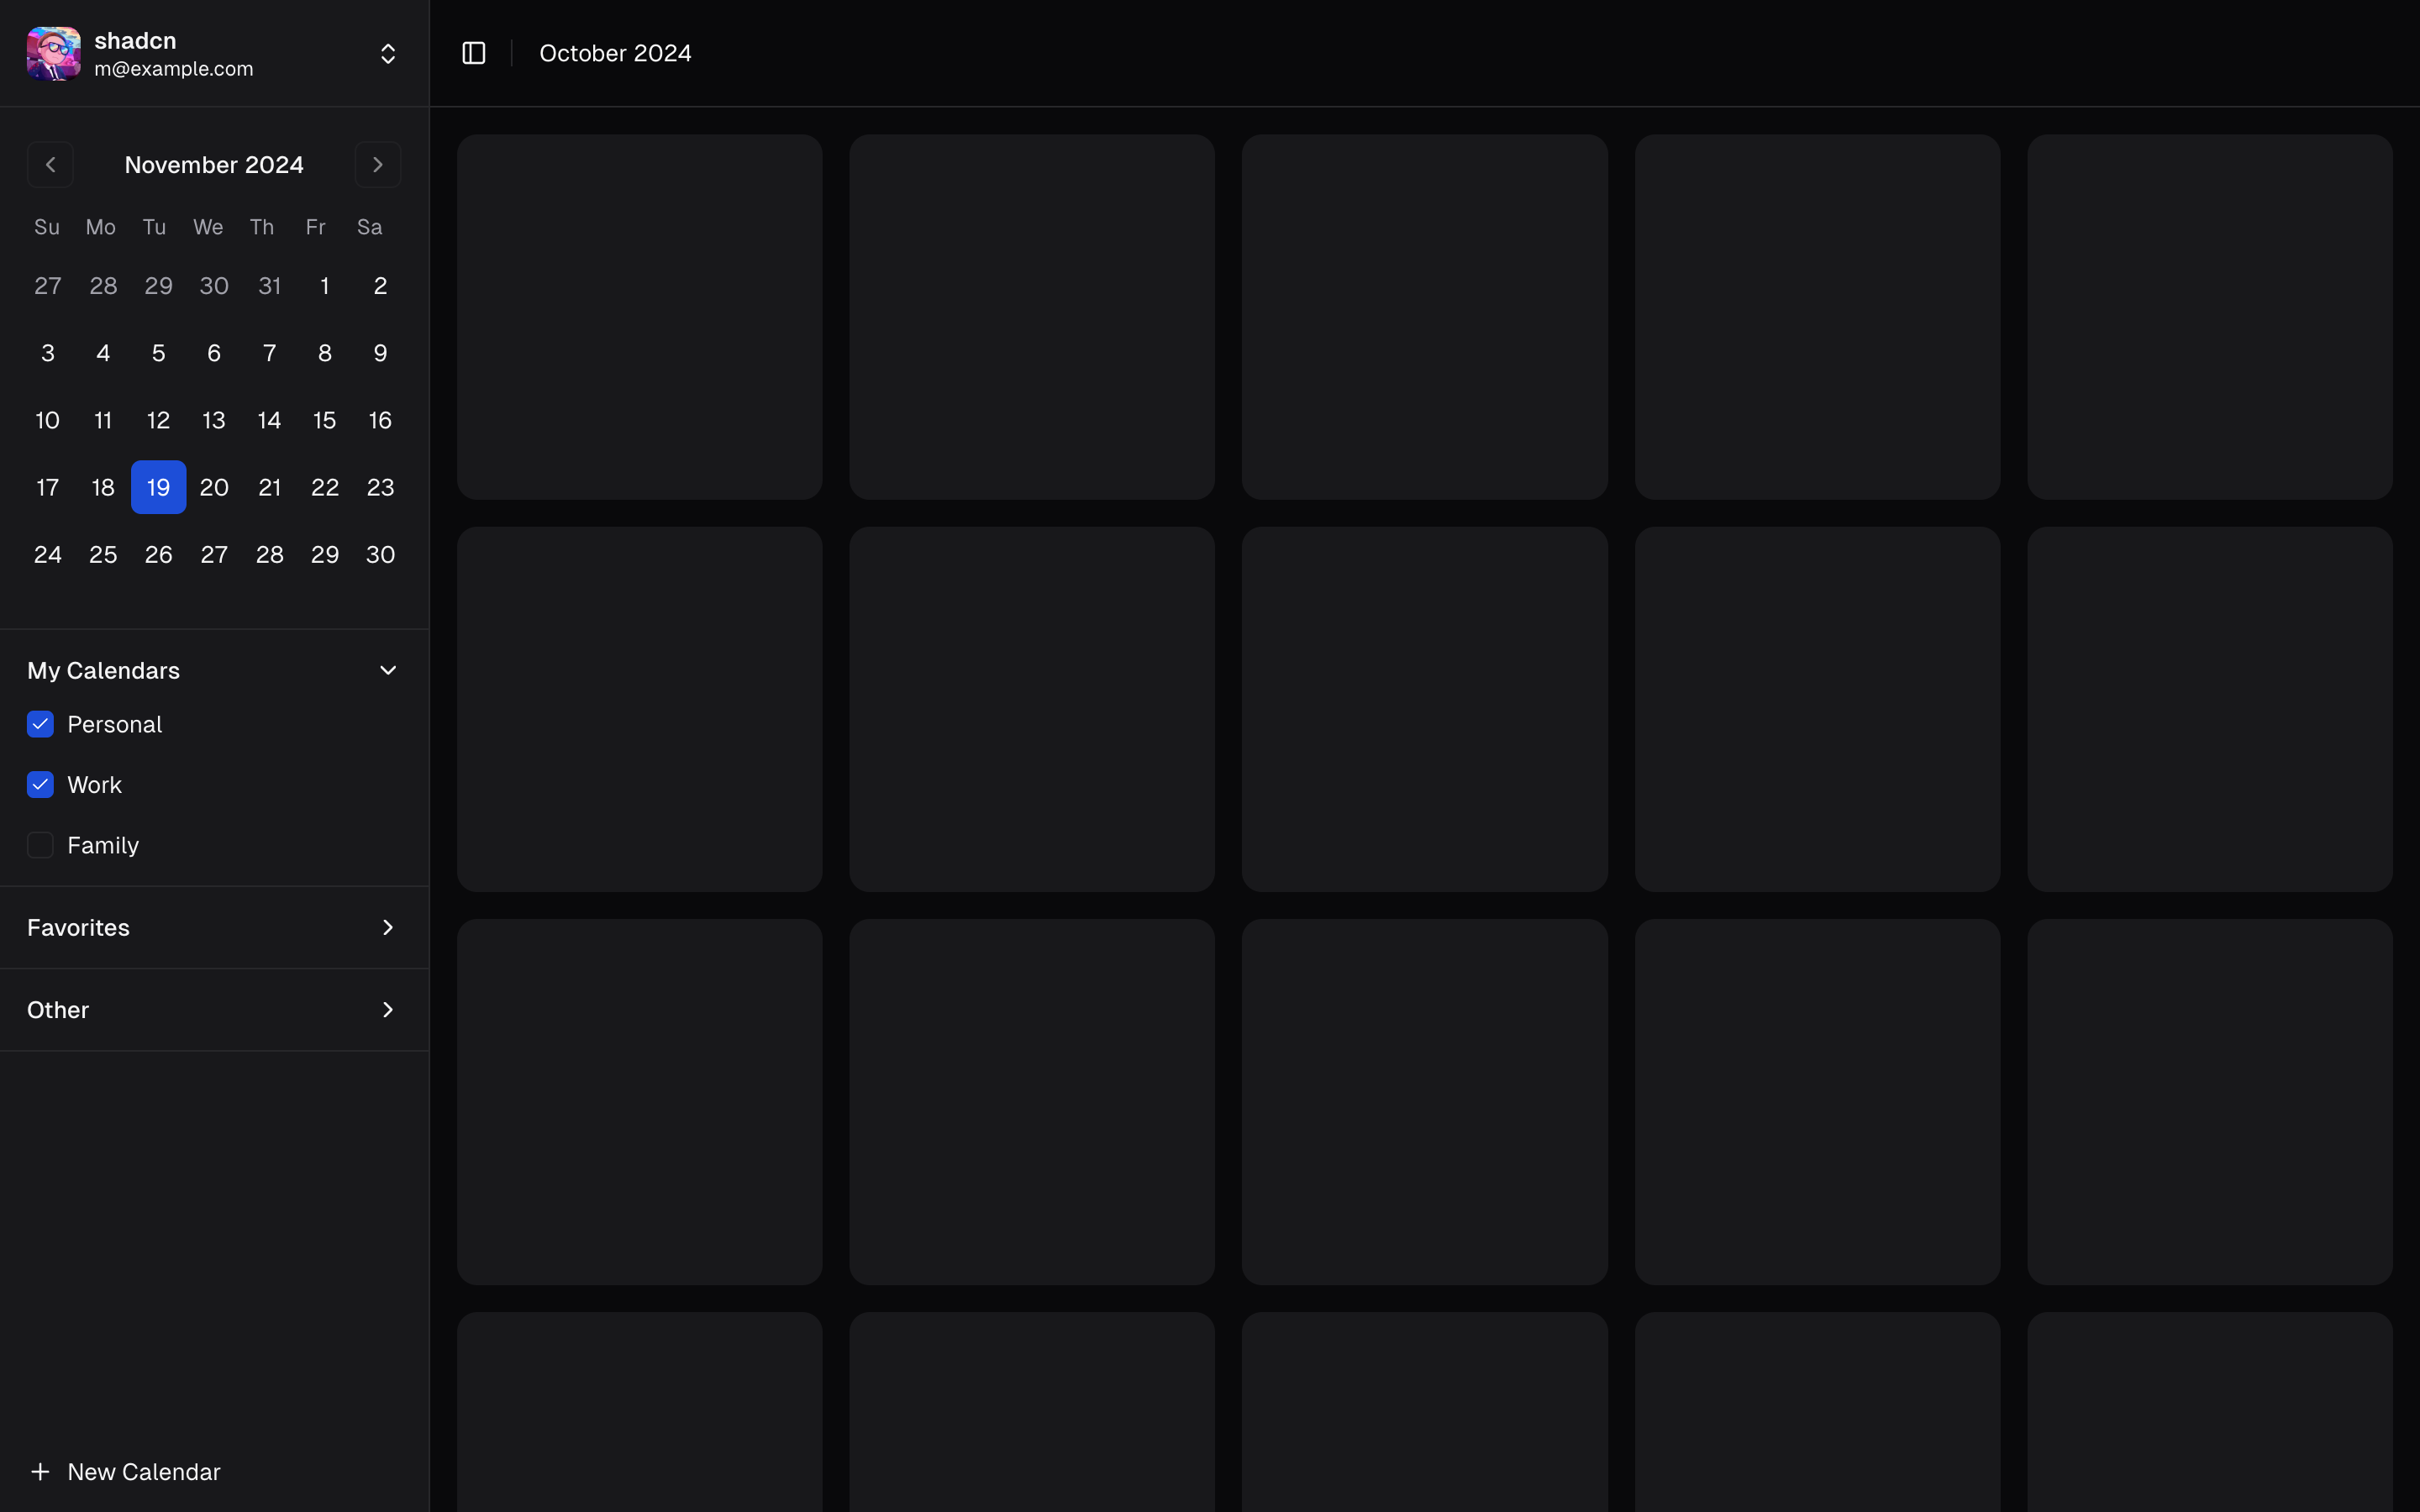 shadcn
m@example.com
October 2024
November 2024
Su Mo Tu We Th Fr Sa
27 28 29 30 31 1 2
3 4 5 6 7 8 9
10 11 12 13 14 15 16
17 18 19 20 21 22 23
24 25 26 27 28 29 30
My Calendars
Personal
Work
Family
Favorites
Other
New Calendar